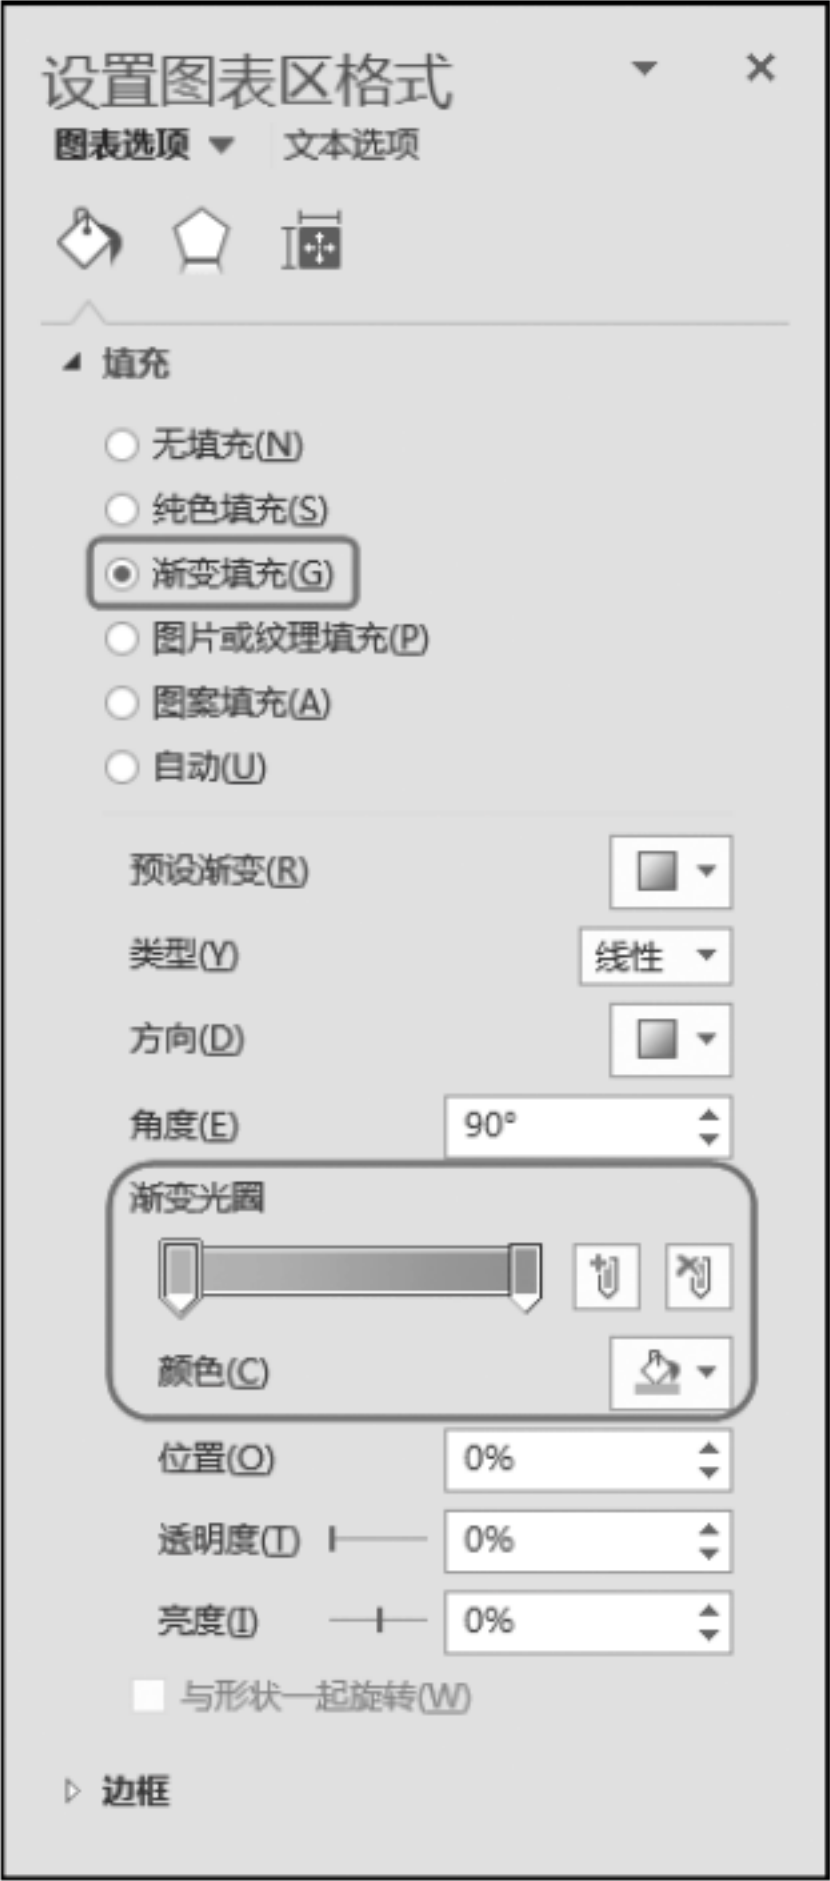 设置图表区格式
图表选项 文本选项
填充
无填充(N)
纯色填充(S)
渐变填充(G)
图片或纹理填充(P)
图案填充(A)
自动(U)
预设渐变(R)
类型(Y) 线性
方向(D)
角度(E) 90°
渐变光圈
颜色(C)
位置(O) 0%
透明度(T) 0%
亮度(I) 0%
与形状一起旋转(W)
边框